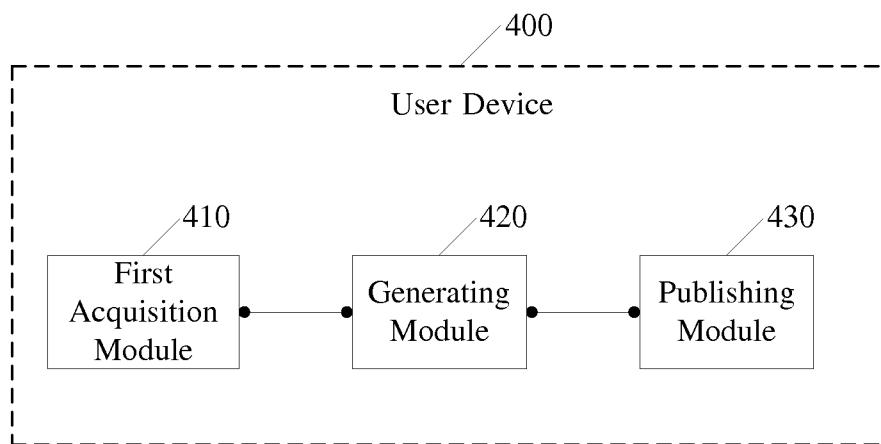 400
User Device
410
420
430
First
Acquisition
Module
Generating
Module
Publishing
Module